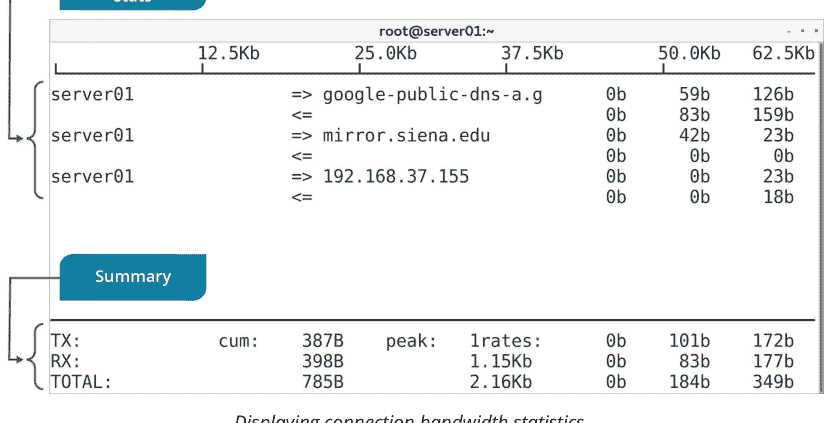 Stats
root@server01:~
12.5Kb 25.0Kb 37.5Kb 50.0Kb 62.5Kb
server01 => google-public-dns-a.g 0b 59b 126b
<= 0b 83b 159b
server01 => mirror.siena.edu 0b 42b 23b
<= 0b 0b 0b
server01 => 192.168.37.155 0b 0b 23b
<= 0b 0b 18b
Summary
TX: cum: 387B peak: 1rates: 0b 101b 172b
RX: 398B 1.15Kb 0b 83b 177b
TOTAL: 785B 2.16Kb 0b 184b 349b
Displaying connection bandwidth statistics